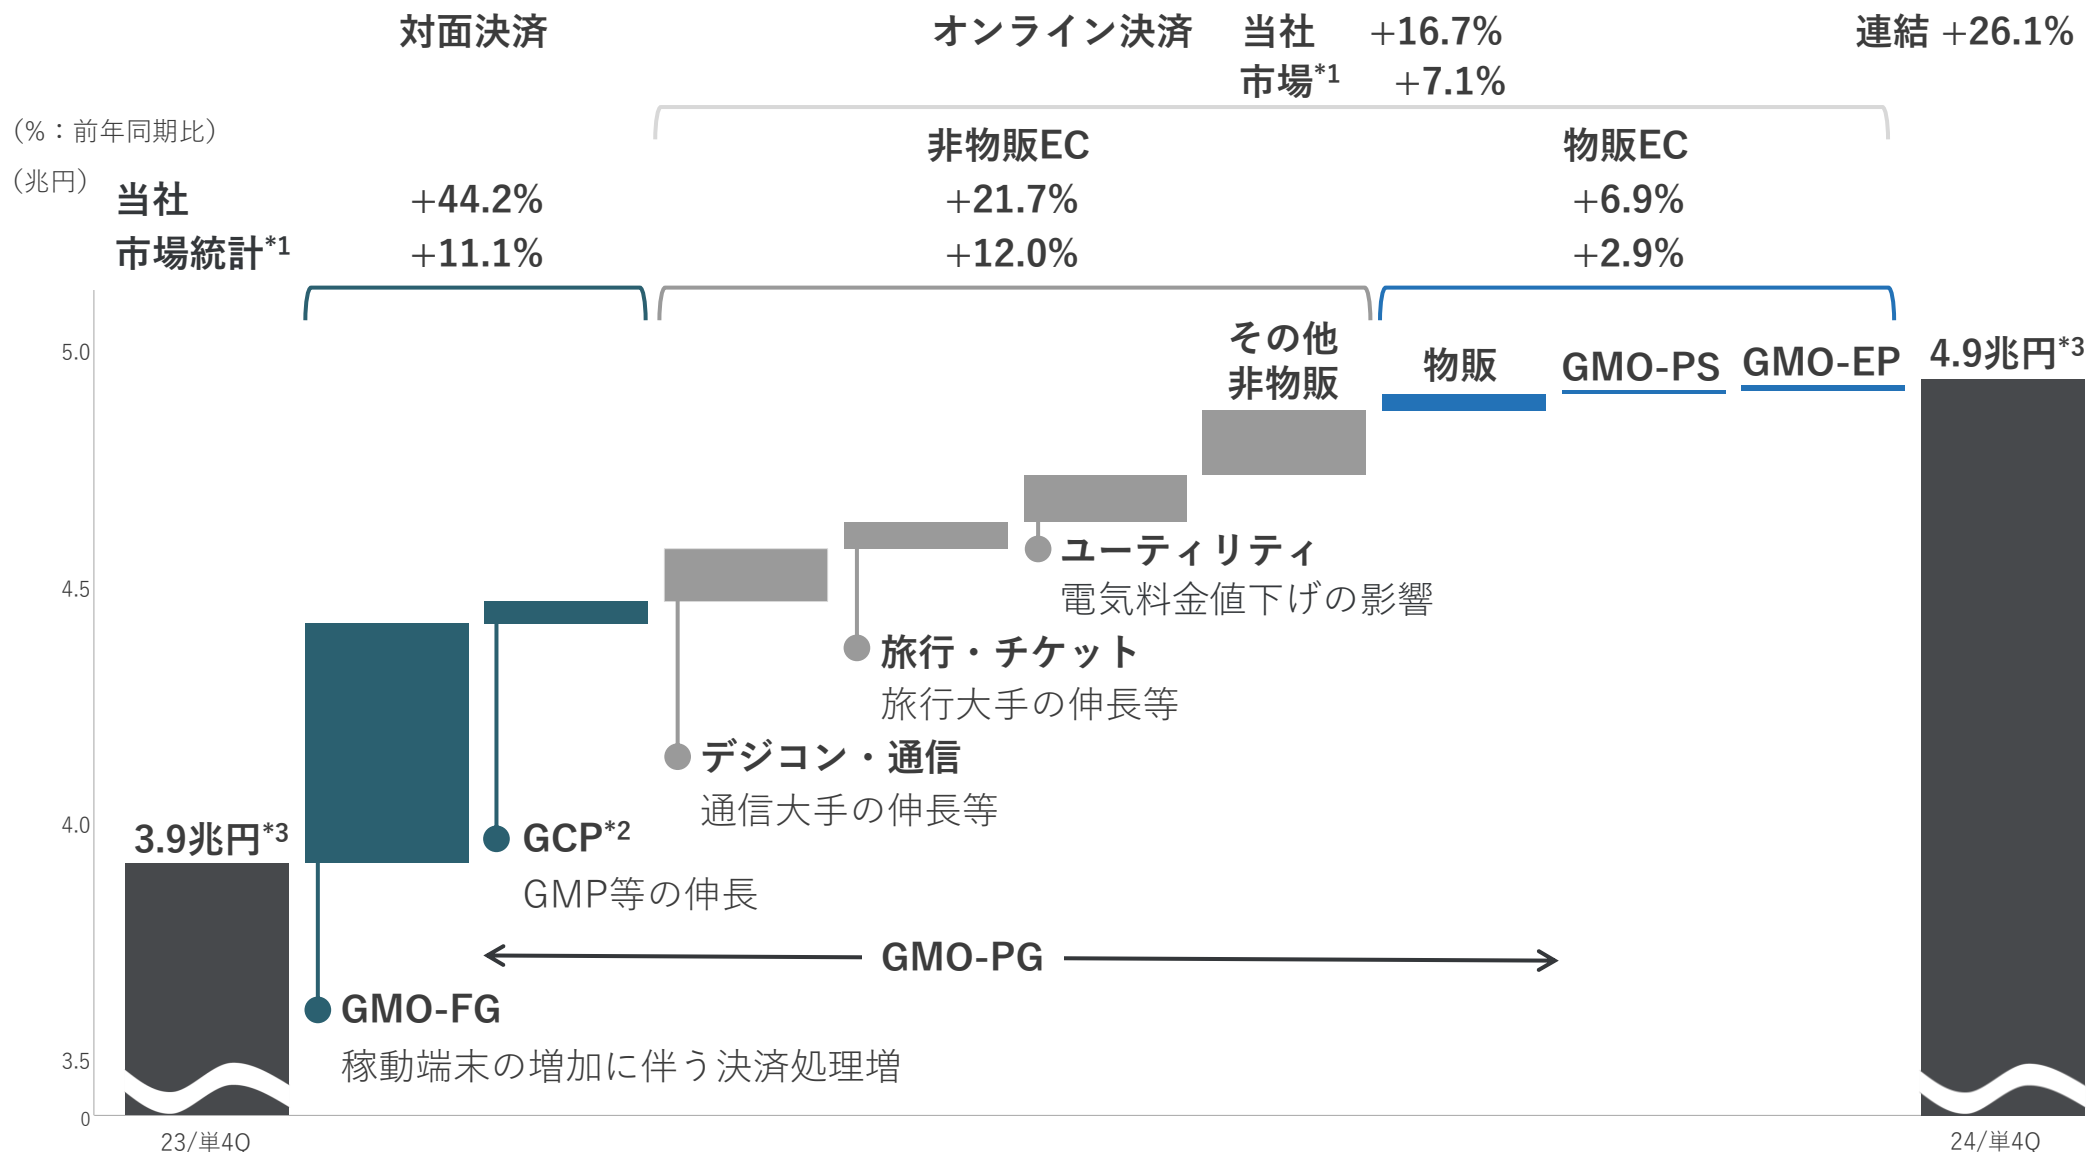 対面決済
オンライン決済 当社 +16.7%
市場*1 +7.1%
連結 +26.1%
（%：前年同期比）
（兆円）
非物販EC
物販EC
当社 +44.2% +21.7% +6.9%
市場統計*1 +11.1% +12.0% +2.9%
5.0
4.5
4.0
3.5
0
3.9兆円*3
GMO-FG
稼動端末の増加に伴う決済処理増
GCP*2
GMP等の伸長
デジコン・通信
通信大手の伸長等
旅行・チケット
旅行大手の伸長等
ユーティリティ
電気料金値下げの影響
その他
非物販
物販
GMO-PS
GMO-EP
4.9兆円*3
GMO-PG
23/単4Q
24/単4Q